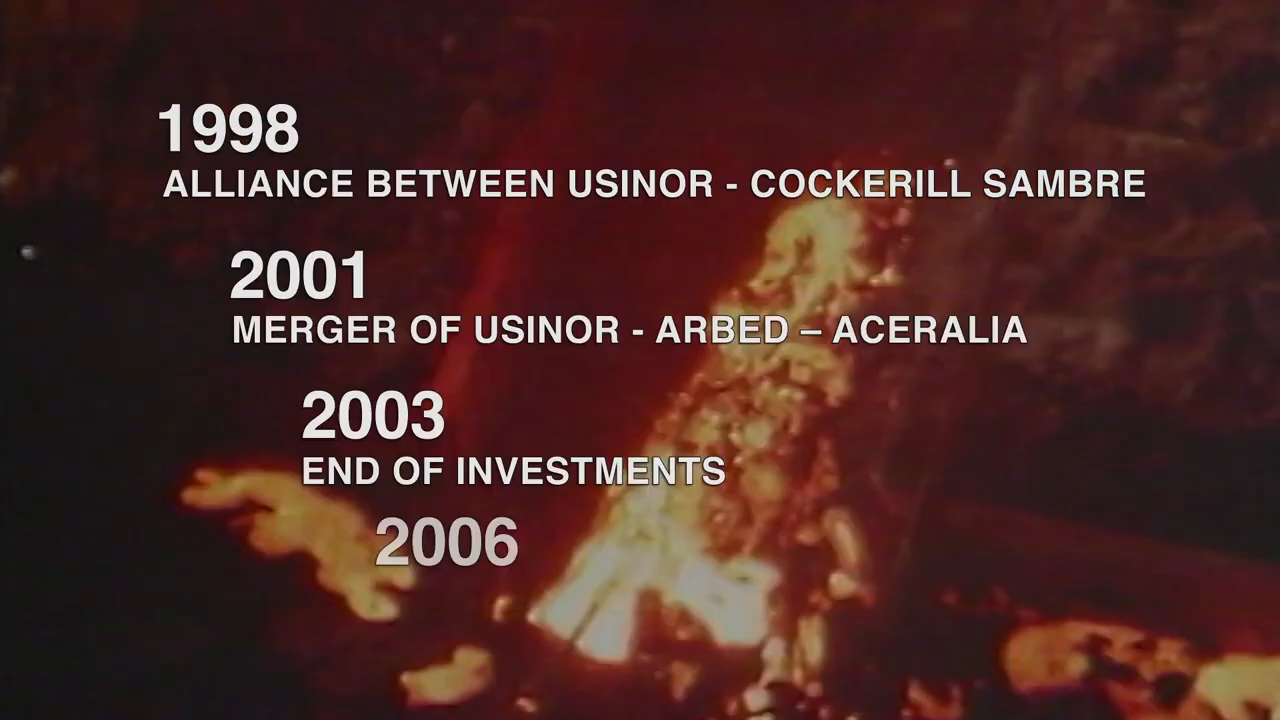 1998
ALLIANCE BETWEEN USINOR - COCKERILL SAMBRE
2001
MERGER OF USINOR - ARBED – ACERALIA
2003
END OF INVESTMENTS
2006